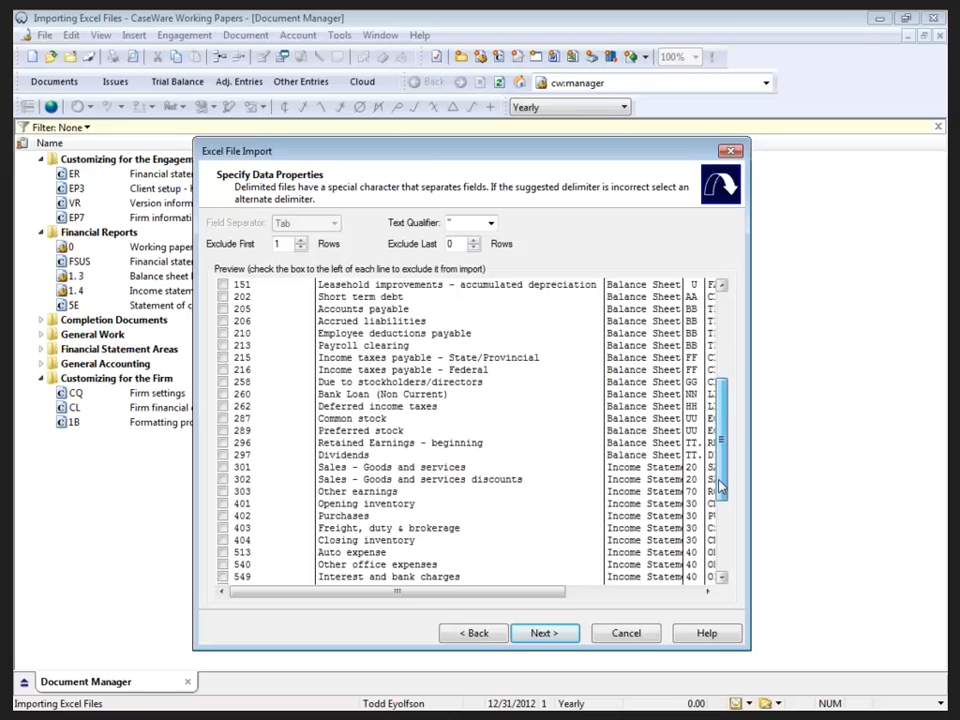 Importing Excel Files - CaseWare Working Papers - [Document Manager]
File Edit View Insert Engagement Document Account Tools Window Help
100%
Documents Issues Trial Balance Adj. Entries Other Entries Cloud Back cw:manager
Yearly
Filter: None
Name
Customizing for the Engagem
ER Financial stater
EP3 Client setup - H
VR Version inform
EP7 Firm informati
Financial Reports
0 Working paper
FSUS Financial state
1. 3 Balance sheet l
1. 4 Income statem
5E Statement of c
Completion Documents
General Work
Financial Statement Areas
General Accounting
Customizing for the Firm
CQ Firm settings
CL Firm financial
1B Formatting pro
Excel File Import
Specify Data Properties
Delimited files have a special character that separates fields. If the suggested delimiter is incorrect select an
alternate delimiter.
Field Separator: Tab Text Qualifier: "
Exclude First 1 Rows Exclude Last 0 Rows
Preview (check the box to the left of each line to exclude it from import)
151 Leasehold improvements - accumulated depreciation Balance Sheet U
202 Short term debt Balance Sheet AA
205 Accounts payable Balance Sheet BB
206 Accrued liabilities Balance Sheet BB
210 Employee deductions payable Balance Sheet BB
213 Payroll clearing Balance Sheet BB
215 Income taxes payable - State/Provincial Balance Sheet FF
216 Income taxes payable - Federal Balance Sheet FF
258 Due to stockholders/directors Balance Sheet GG
260 Bank Loan (Non Current) Balance Sheet NN
262 Deferred income taxes Balance Sheet HH
287 Common stock Balance Sheet UU
289 Preferred stock Balance Sheet UU
296 Retained Earnings - beginning Balance Sheet TT.
297 Dividends Balance Sheet TT.
301 Sales - Goods and services Income Statem 20
302 Sales - Goods and services discounts Income Statem 20
303 Other earnings Income Statem 70
401 Opening inventory Income Statem 30
402 Purchases Income Statem 30
403 Freight, duty & brokerage Income Statem 30
404 Closing inventory Income Statem 30
513 Auto expense Income Statem 40
540 Other office expenses Income Statem 40
549 Interest and bank charges Income Statem 40
< Back Next > Cancel Help
Document Manager
Importing Excel Files Todd Eyolfson 12/31/2012 1 Yearly 0.00 NUM